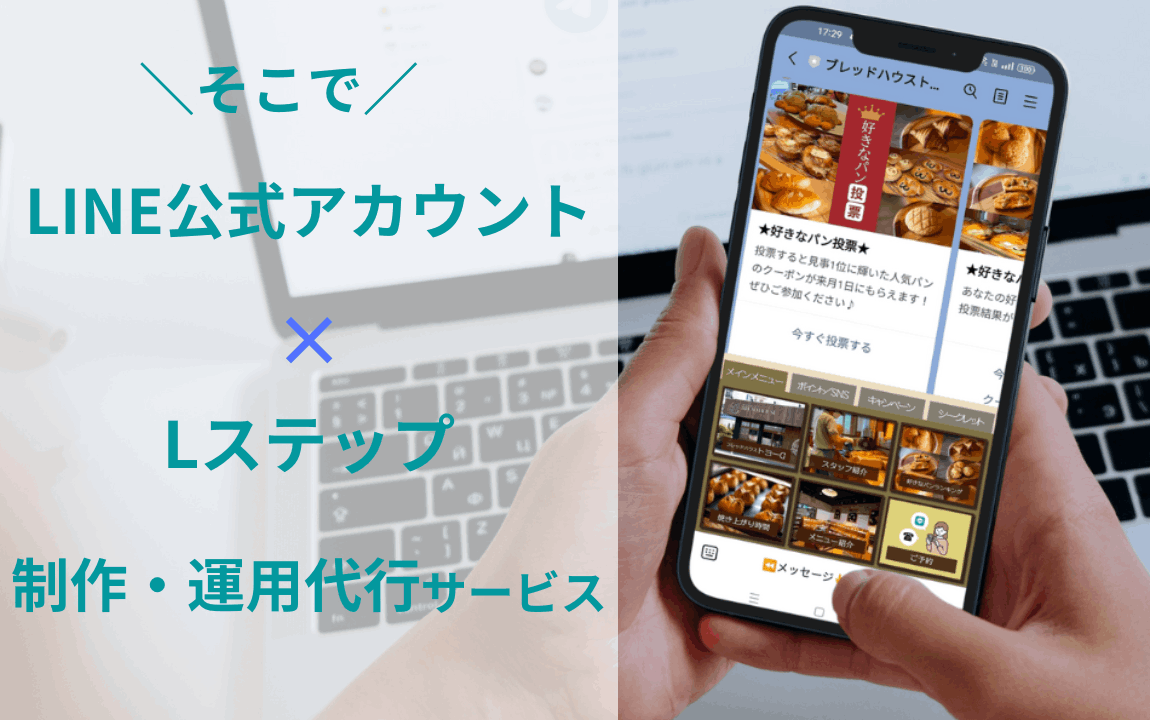 ＼そこで／
LINE公式アカウント
×
Lステップ
制作・運用代行サービス
17:29
ブレッドハウスト...
好きなパン
投票
★好きなパン投票★
投票すると見事1位に輝いた人気パン
のクーポンが来月1日にもらえます！
ぜひご参加ください♪
今すぐ投票する
★好きなパ
あなたの好
投票結果が
今
ク
メインメニュー
ポイント/SNS
キャンペーン
シークレット
スタッフ紹介
好きなパンランキング
焼き上がり時間
メニュー紹介
ご予約
⏪メッセージ